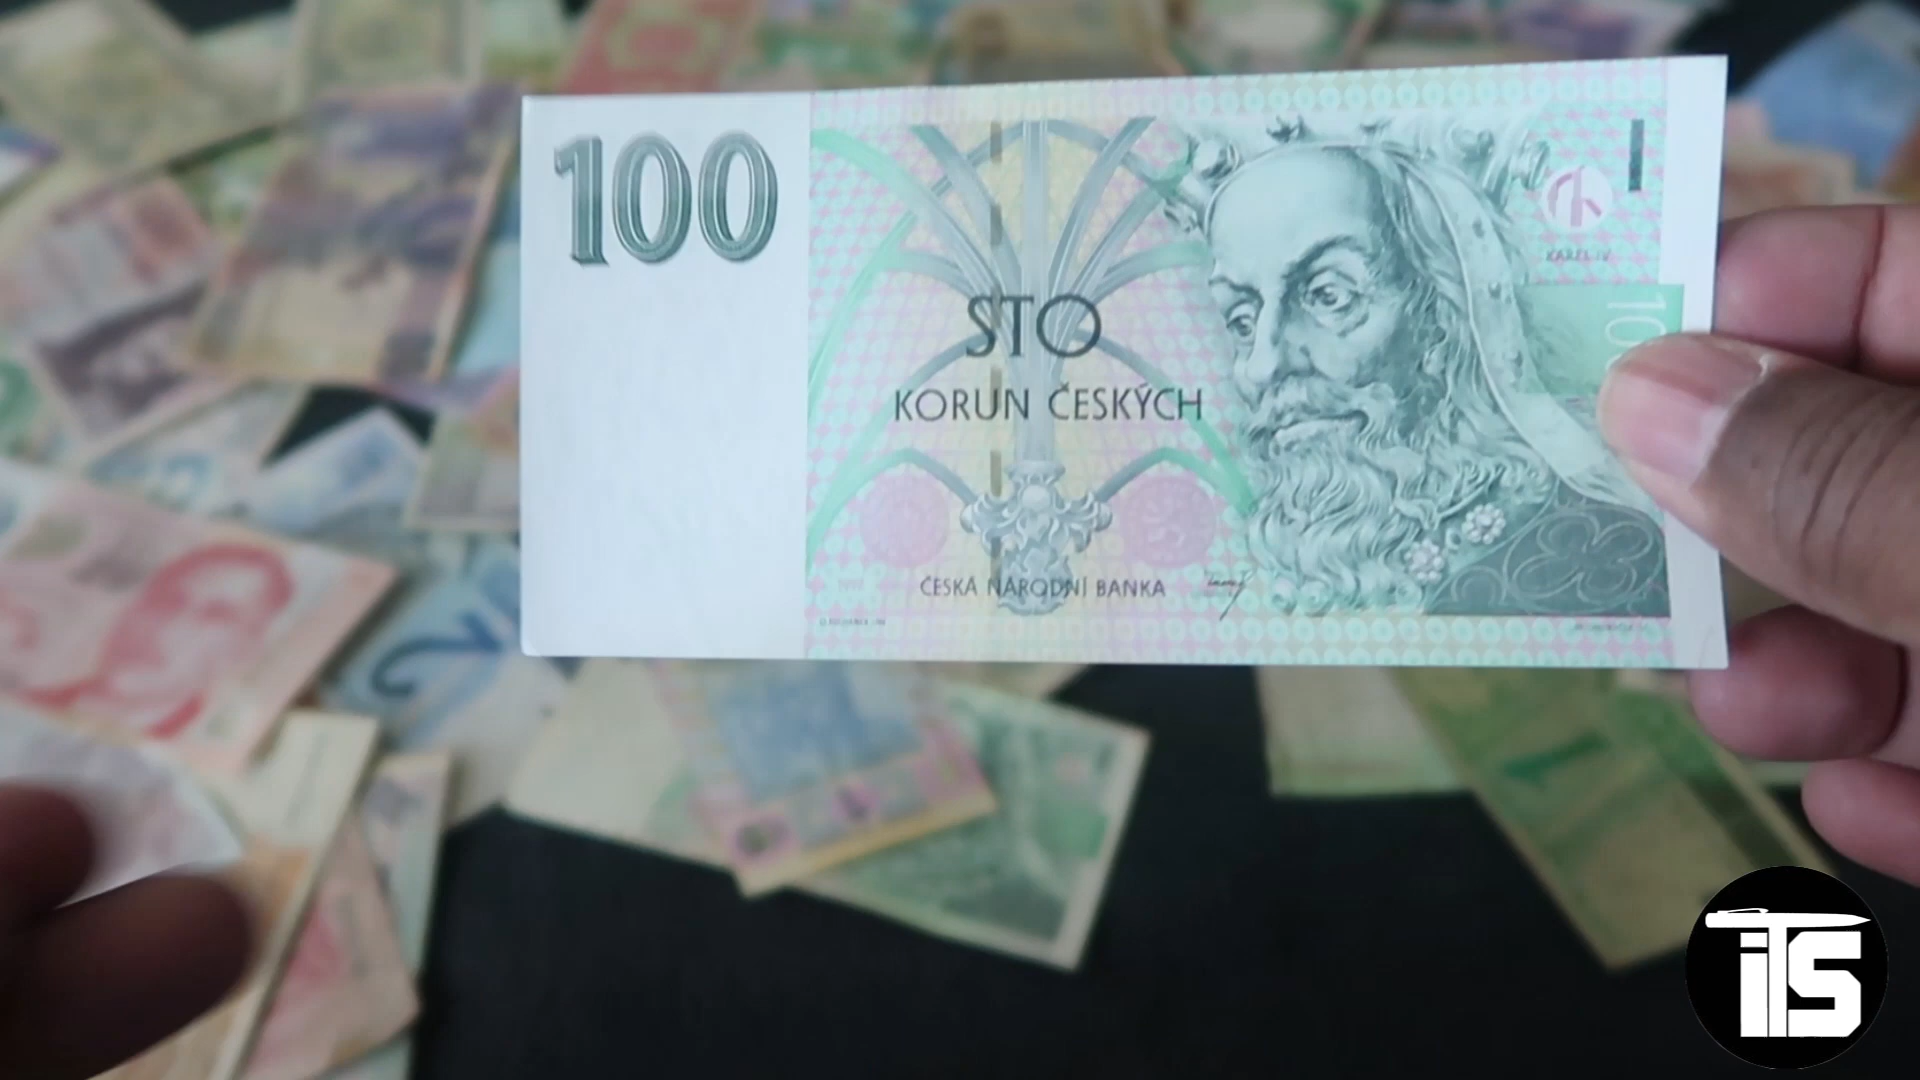 100
STO
KORUN ČESKÝCH
ČESKÁ NÁRODNÍ BANKA
KAREL IV.
iTS